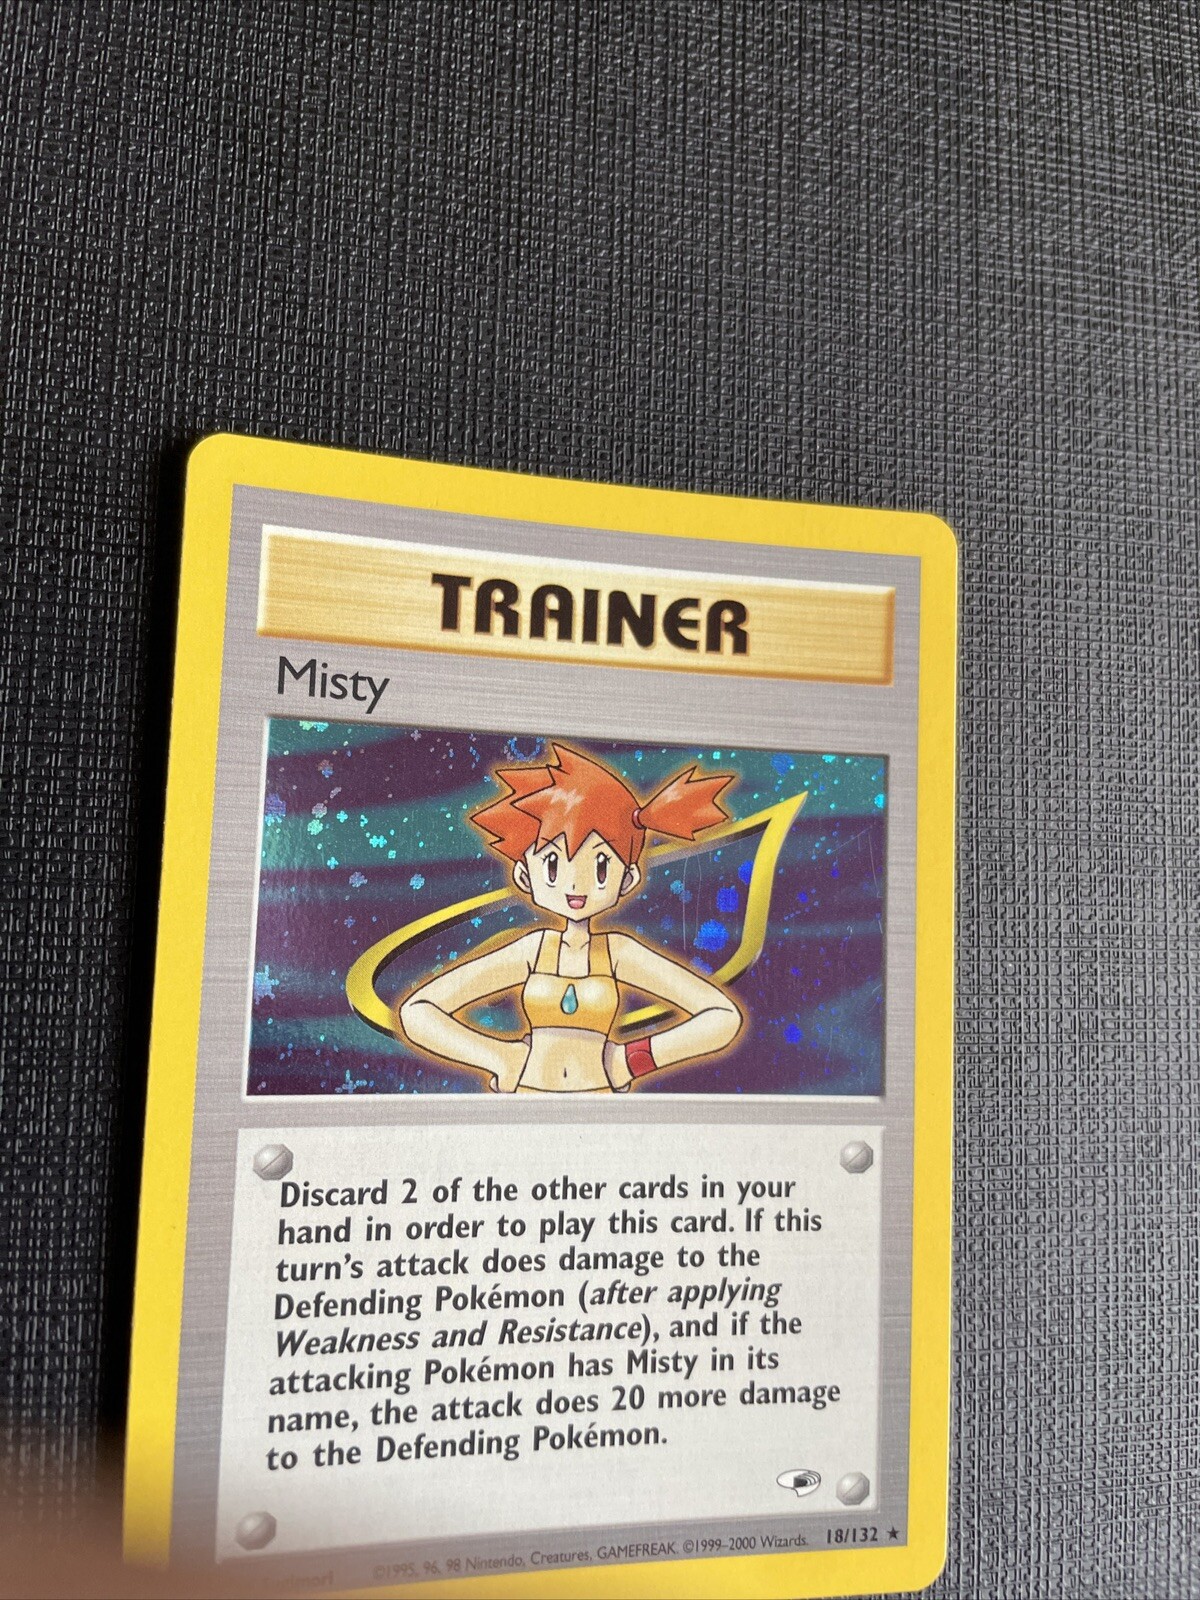 TRAINER
Misty
Discard 2 of the other cards in your
hand in order to play this card. If this
turn's attack does damage to the
Defending Pokémon (after applying
Weakness and Resistance), and if the
attacking Pokémon has Misty in its
name, the attack does 20 more damage
to the Defending Pokémon.
©1995, 96, 98 Nintendo, Creatures, GAMEFREAK. ©1999–2000 Wizards. 18/132 ★